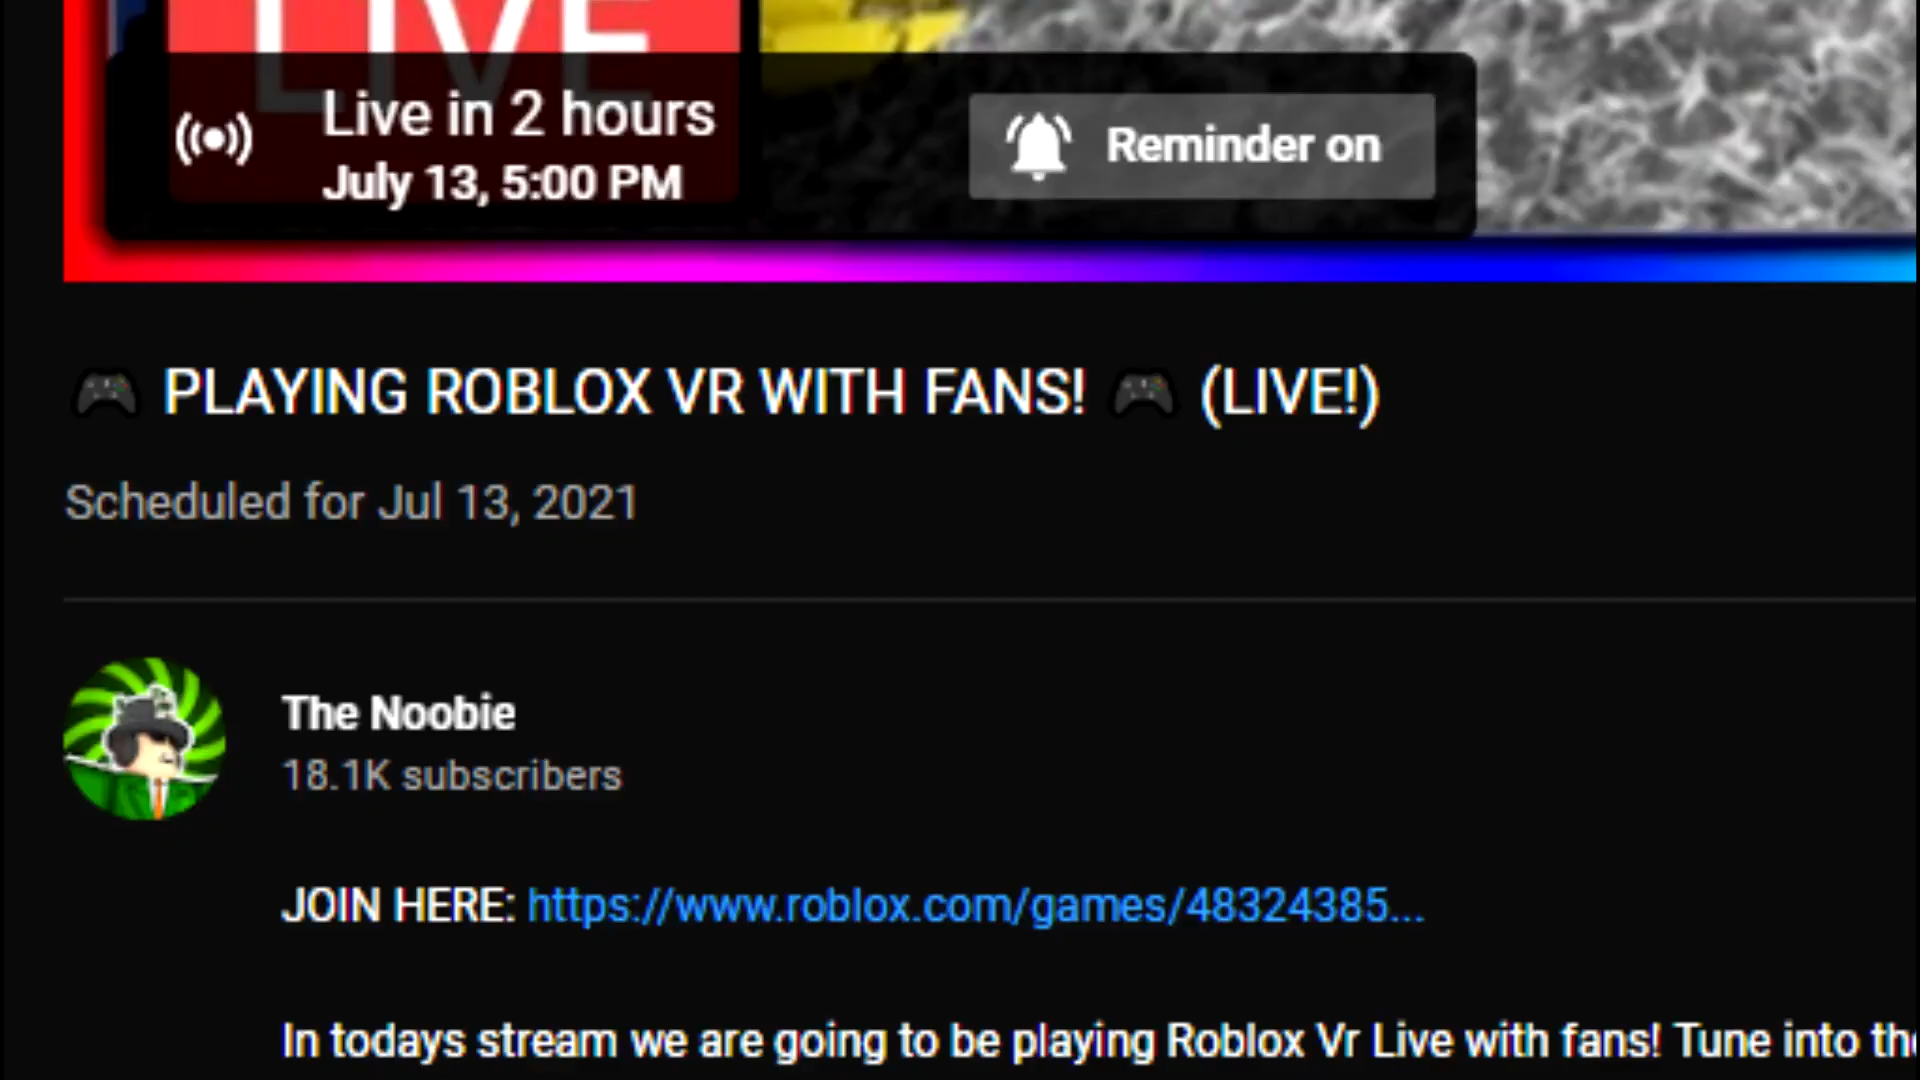 LIVE
Live in 2 hours
July 13, 5:00 PM
Reminder on
🎮 PLAYING ROBLOX VR WITH FANS! 🎮 (LIVE!)
Scheduled for Jul 13, 2021
The Noobie
18.1K subscribers
JOIN HERE: https://www.roblox.com/games/48324385...
In todays stream we are going to be playing Roblox Vr Live with fans! Tune into